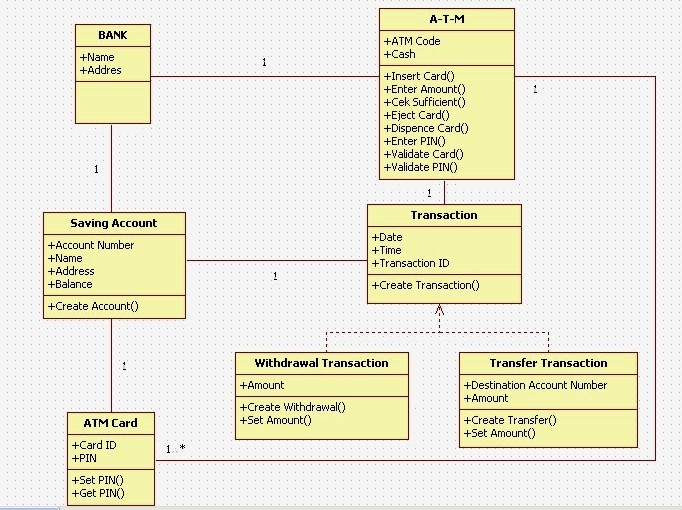 BANK
+Name
+Addres
A-T-M
+ATM Code
+Cash
+Insert Card()
+Enter Amount()
+Cek Sufficient()
+Eject Card()
+Dispence Card()
+Enter PIN()
+Validate Card()
+Validate PIN()
1
1
1
1
Saving Account
+Account Number
+Name
+Address
+Balance
+Create Account()
Transaction
+Date
+Time
+Transaction ID
+Create Transaction()
1
1
Withdrawal Transaction
+Amount
+Create Withdrawal()
+Set Amount()
Transfer Transaction
+Destination Account Number
+Amount
+Create Transfer()
+Set Amount()
ATM Card
+Card ID
+PIN
+Set PIN()
+Get PIN()
1..*